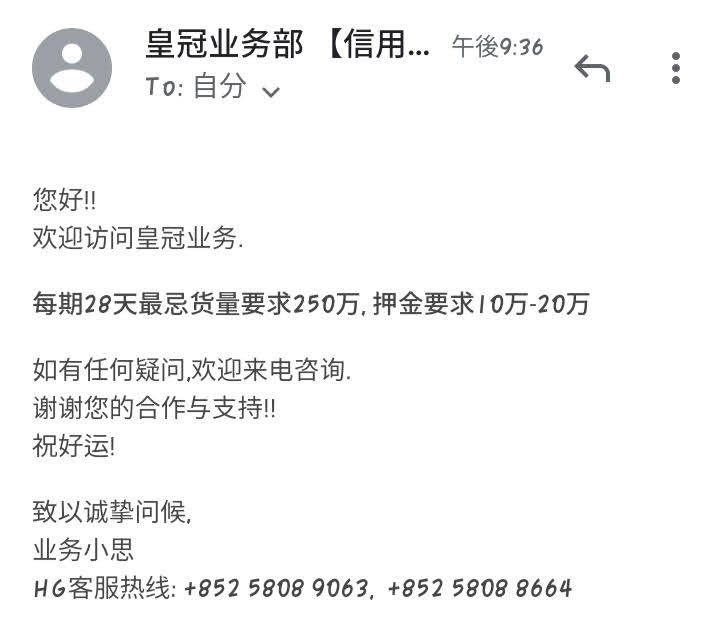 皇冠业务部 【信用... 午後9:36
To: 自分
您好!!
欢迎访问皇冠业务.
每期28天最忌货量要求250万, 押金要求10万-20万
如有任何疑问,欢迎来电咨询.
谢谢您的合作与支持!!
祝好运!
致以诚挚问候,
业务小思
HG客服热线: +852 5808 9063, +852 5808 8664